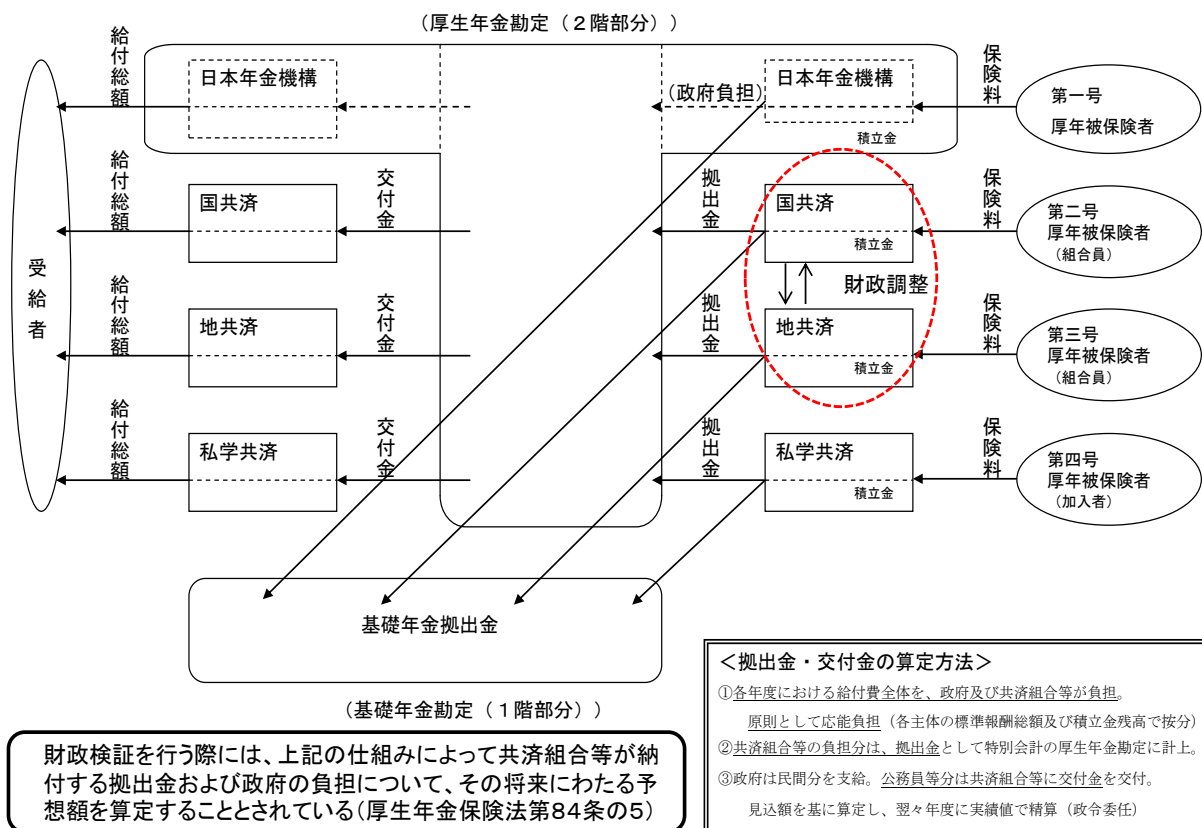 (厚生年金勘定(2階部分))
給付総額
日本年金機構
(政府負担)
日本年金機構
積立金
保険料
第一号
厚年被保険者
受給者
給付総額
国共済
交付金
拠出金
国共済
積立金
保険料
第二号
厚年被保険者
(組合員)
財政調整
給付総額
地共済
交付金
拠出金
地共済
積立金
第三号
厚年被保険者
(組合員)
給付総額
私学共済
交付金
拠出金
私学共済
積立金
保険料
第四号
厚年被保険者
(加入者)
基礎年金拠出金
(基礎年金勘定(1階部分))
財政検証を行う際には、上記の仕組みによって共済組合等が納
付する拠出金および政府の負担について、その将来にわたる予
想額を算定することとされている(厚生年金保険法第84条の5)
<拠出金・交付金の算定方法>
①各年度における給付費全体を、政府及び共済組合等が負担。
原則として応能負担(各主体の標準報酬総額及び積立金残高で按分)
②共済組合等の負担分は、拠出金として特別会計の厚生年金勘定に計上。
③政府は民間分を支給。公務員等分は共済組合等に交付金を交付。
見込額を基に算定し、翌々年度に実績値で精算(政令委任)